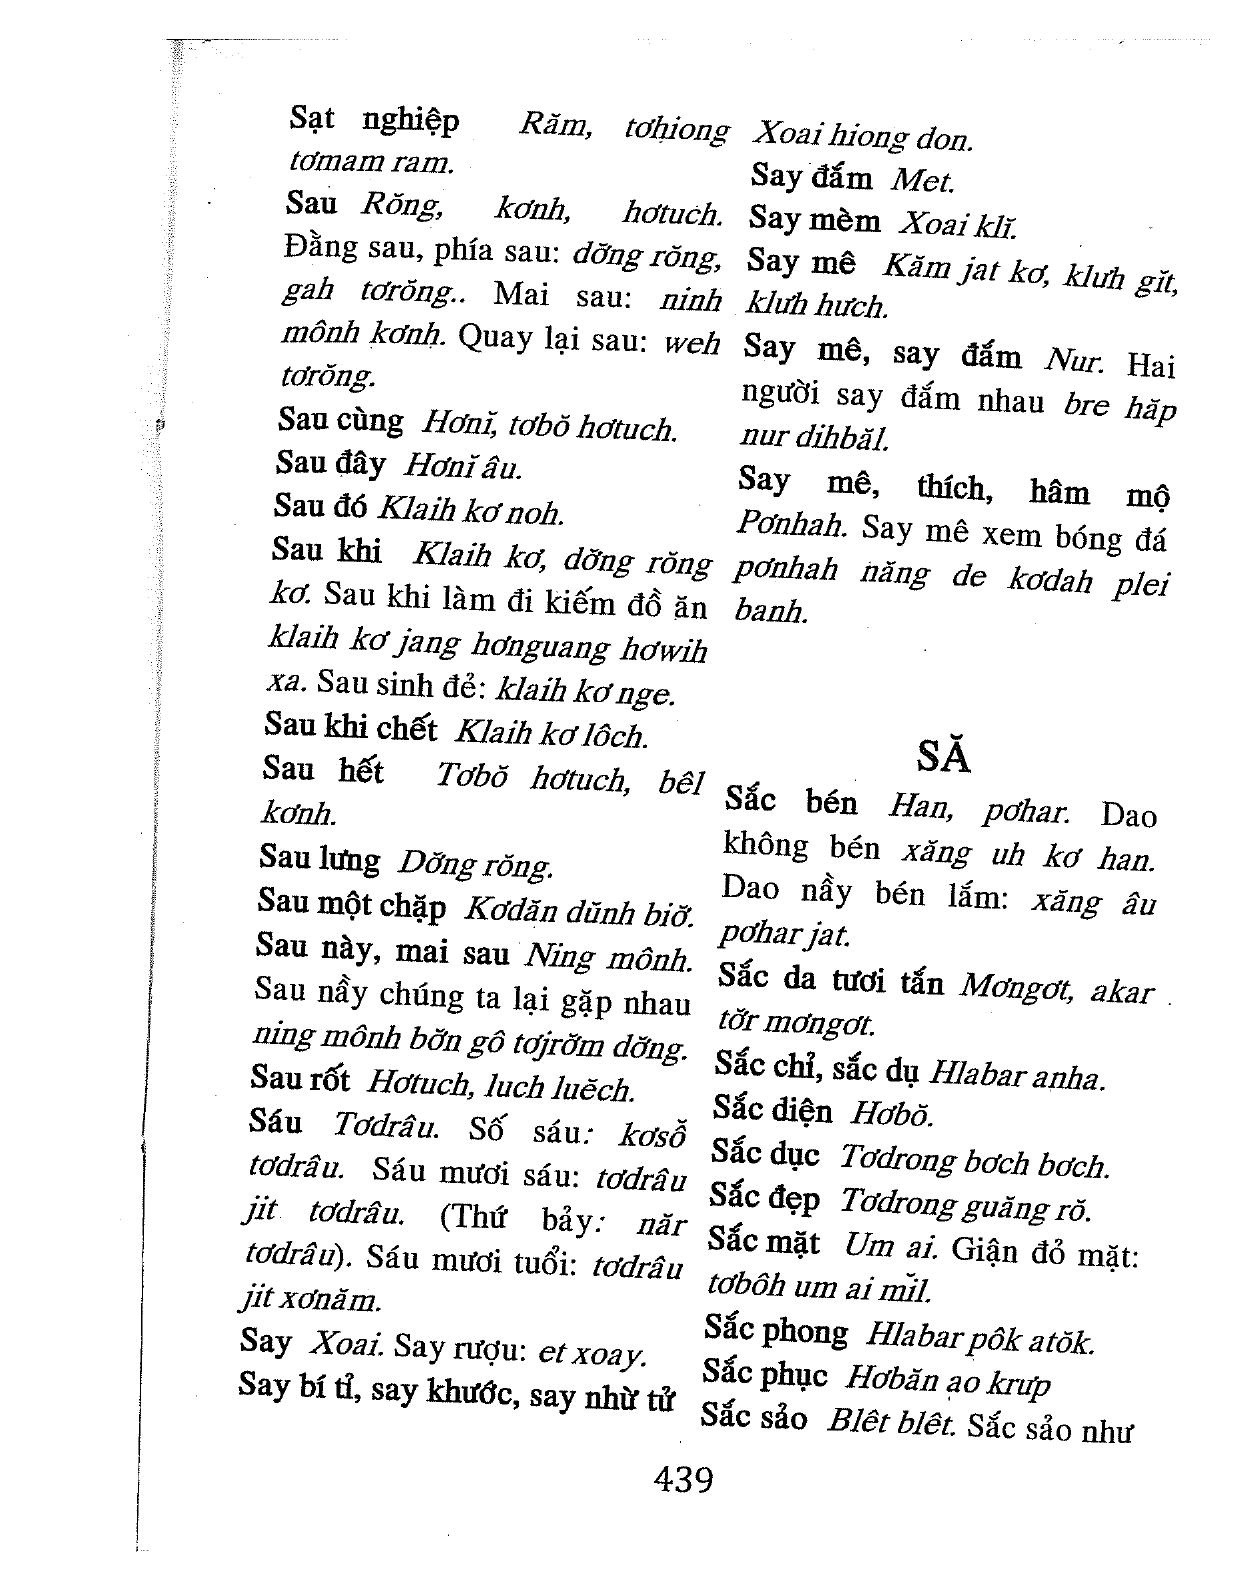 Sạt nghiệp Răm, tơhiong
tơmam ram.
Sau Rŏng, kơnh, hơtuch.
Đằng sau, phía sau: dơ̆ng rŏng,
gah tơrŏng.. Mai sau: ninh
mônh kơnh. Quay lại sau: weh
tơrŏng.
Sau cùng Hơnĭ, tơbŏ hơtuch.
Sau đây Hơnĭ âu.
Sau đó Klaih kơ noh.
Sau khi Klaih kơ, dơ̆ng rŏng
kơ. Sau khi làm đi kiếm đồ ăn
klaih kơ jang hơnguang hơwih
xa. Sau sinh đẻ: klaih kơ nge.
Sau khi chết Klaih kơ lôch.
Sau hết Tơbŏ hơtuch, bêl
kơnh.
Sau lưng Dơ̆ng rŏng.
Sau một chặp Kơdăn dŭnh biơ̆.
Sau này, mai sau Ning mônh.
Sau nầy chúng ta lại gặp nhau
ning mônh bơ̆n gô tơjrơ̆m dơ̆ng.
Sau rốt Hơtuch, luch luĕch.
Sáu Tơdrâu. Số sáu: kơsô̆
tơdrâu. Sáu mươi sáu: tơdrâu
jit tơdrâu. (Thứ bảy: năr
tơdrâu). Sáu mươi tuổi: tơdrâu
jit xơnăm.
Say Xoai. Say rượu: et xoay.
Say bí tỉ, say khước, say nhừ tử
Xoai hiong don.
Say đắm Met.
Say mèm Xoai klĭ.
Say mê Kăm jat kơ, klưh gĭt,
klưh hưch.
Say mê, say đắm Nur. Hai
người say đắm nhau bre hăp
nur dihbăl.
Say mê, thích, hâm mộ
Pơnhah. Say mê xem bóng đá
pơnhah năng de kơdah plei
banh.
SĂ
Sắc bén Han, pơhar. Dao
không bén xăng uh kơ han.
Dao nầy bén lắm: xăng âu
pơhar jat.
Sắc da tươi tắn Mơngơt, akar
tơ̆r mơngơt.
Sắc chỉ, sắc dụ Hlabar anha.
Sắc diện Hơbŏ.
Sắc dục Tơdrong bơch bơch.
Sắc đẹp Tơdrong guăng rŏ.
Sắc mặt Um ai. Giận đỏ mặt:
tơbôh um ai mĭl.
Sắc phong Hlabar pôk atŏk.
Sắc phục Hơbăn ao krưp
Sắc sảo Blêt blêt. Sắc sảo như
439